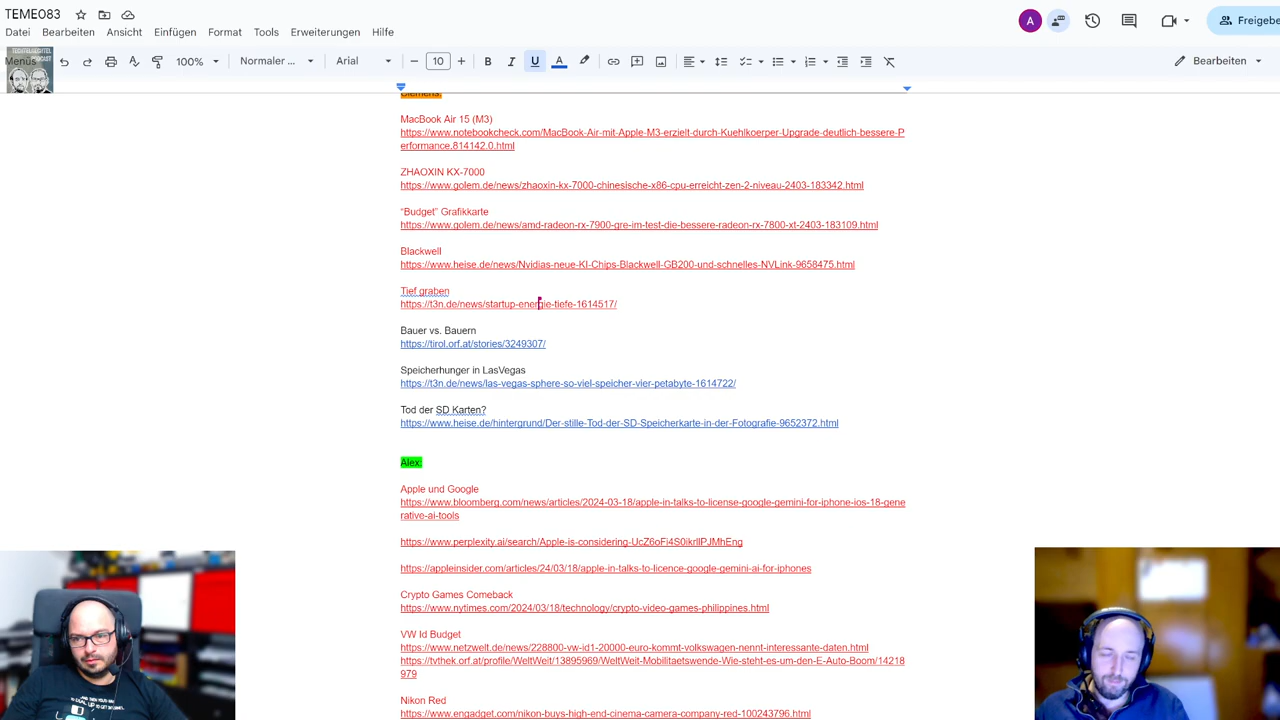 TEME083
Datei Bearbeiten Ansicht Einfügen Format Tools Erweiterungen Hilfe
A
Freigebe
Menüs
TECHTELMECHTEL
PODCAST
100% Normaler ... Arial 10 B I U A Bearbeiten
Clemens:
MacBook Air 15 (M3)
https://www.notebookcheck.com/MacBook-Air-mit-Apple-M3-erzielt-durch-Kuehlkoerper-Upgrade-deutlich-bessere-P
erformance.814142.0.html
ZHAOXIN KX-7000
https://www.golem.de/news/zhaoxin-kx-7000-chinesische-x86-cpu-erreicht-zen-2-niveau-2403-183342.html
“Budget” Grafikkarte
https://www.golem.de/news/amd-radeon-rx-7900-gre-im-test-die-bessere-radeon-rx-7800-xt-2403-183109.html
Blackwell
https://www.heise.de/news/Nvidias-neue-KI-Chips-Blackwell-GB200-und-schnelles-NVLink-9658475.html
Tief graben
https://t3n.de/news/startup-energie-tiefe-1614517/
Bauer vs. Bauern
https://tirol.orf.at/stories/3249307/
Speicherhunger in LasVegas
https://t3n.de/news/las-vegas-sphere-so-viel-speicher-vier-petabyte-1614722/
Tod der SD Karten?
https://www.heise.de/hintergrund/Der-stille-Tod-der-SD-Speicherkarte-in-der-Fotografie-9652372.html
Alex:
Apple und Google
https://www.bloomberg.com/news/articles/2024-03-18/apple-in-talks-to-license-google-gemini-for-iphone-ios-18-gene
rative-ai-tools
https://www.perplexity.ai/search/Apple-is-considering-UcZ6oFi4S0ikrllPJMhEng
https://appleinsider.com/articles/24/03/18/apple-in-talks-to-licence-google-gemini-ai-for-iphones
Crypto Games Comeback
https://www.nytimes.com/2024/03/18/technology/crypto-video-games-philippines.html
VW Id Budget
https://www.netzwelt.de/news/228800-vw-id1-20000-euro-kommt-volkswagen-nennt-interessante-daten.html
https://tvthek.orf.at/profile/WeltWeit/13895969/WeltWeit-Mobilitaetswende-Wie-steht-es-um-den-E-Auto-Boom/14218
979
Nikon Red
https://www.engadget.com/nikon-buys-high-end-cinema-camera-company-red-100243796.html